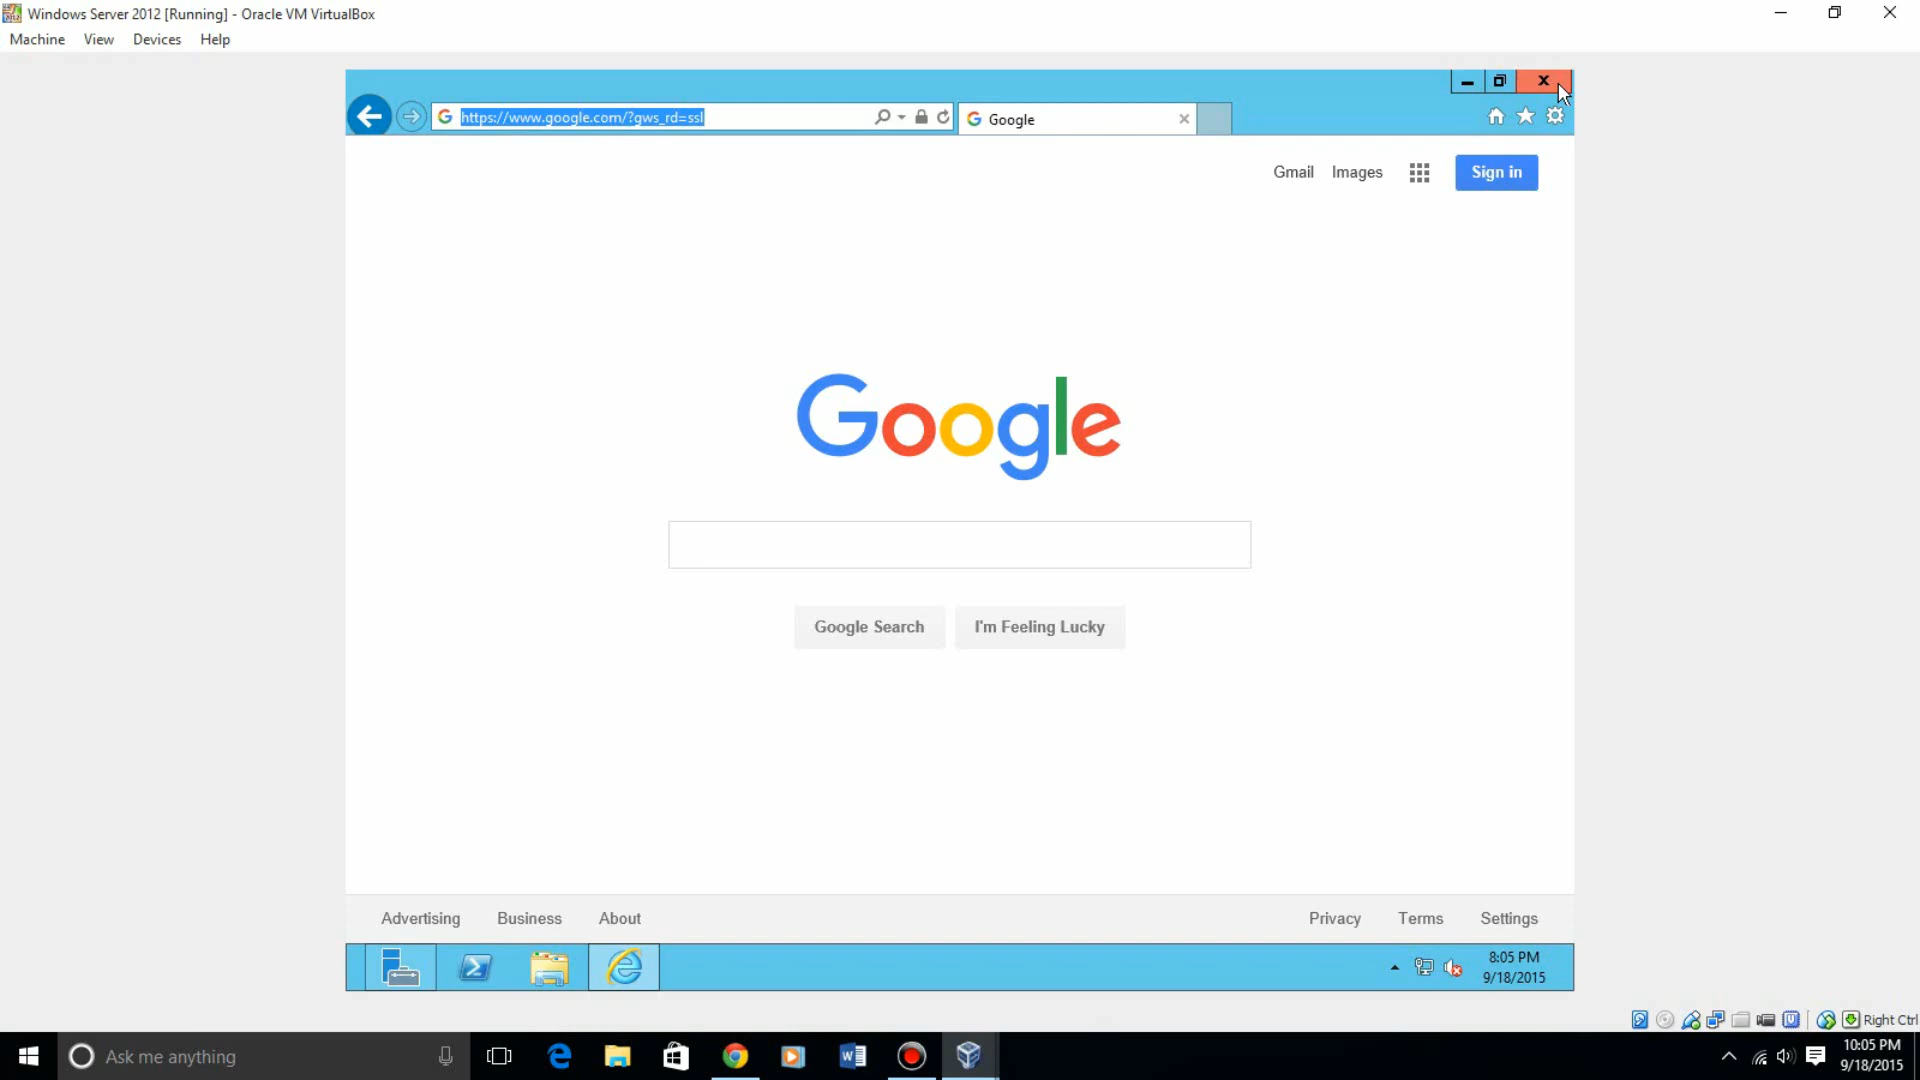 Windows Server 2012 [Running] - Oracle VM VirtualBox
Machine View Devices Help
https://www.google.com/?gws_rd=ssl
Google
Gmail Images Sign in
Google
Google Search I'm Feeling Lucky
Advertising Business About Privacy Terms Settings
8:05 PM
9/18/2015
Right Ctrl
Ask me anything
10:05 PM
9/18/2015